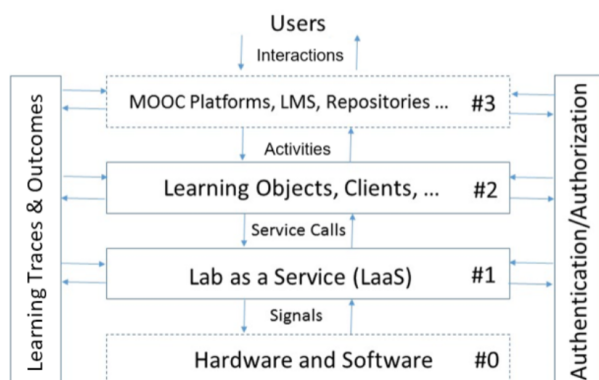 Users
Interactions
MOOC Platforms, LMS, Repositories ... #3
Activities
Learning Objects, Clients, ... #2
Service Calls
Lab as a Service (LaaS) #1
Signals
Hardware and Software #0
Learning Traces & Outcomes
Authentication/Authorization